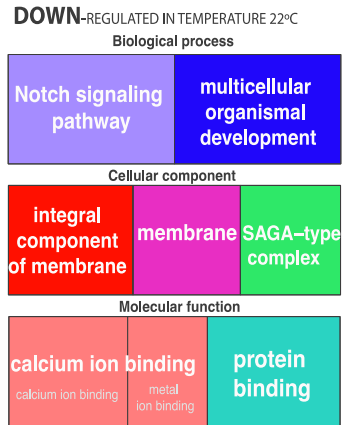 DOWN-REGULATED IN TEMPERATURE 22ºC
Biological process
Notch signaling
pathway
multicellular
organismal
development
Cellular component
integral
component
of membrane
membrane
SAGA–type
complex
Molecular function
calcium ion binding
calcium ion binding
metal
ion binding
protein
binding